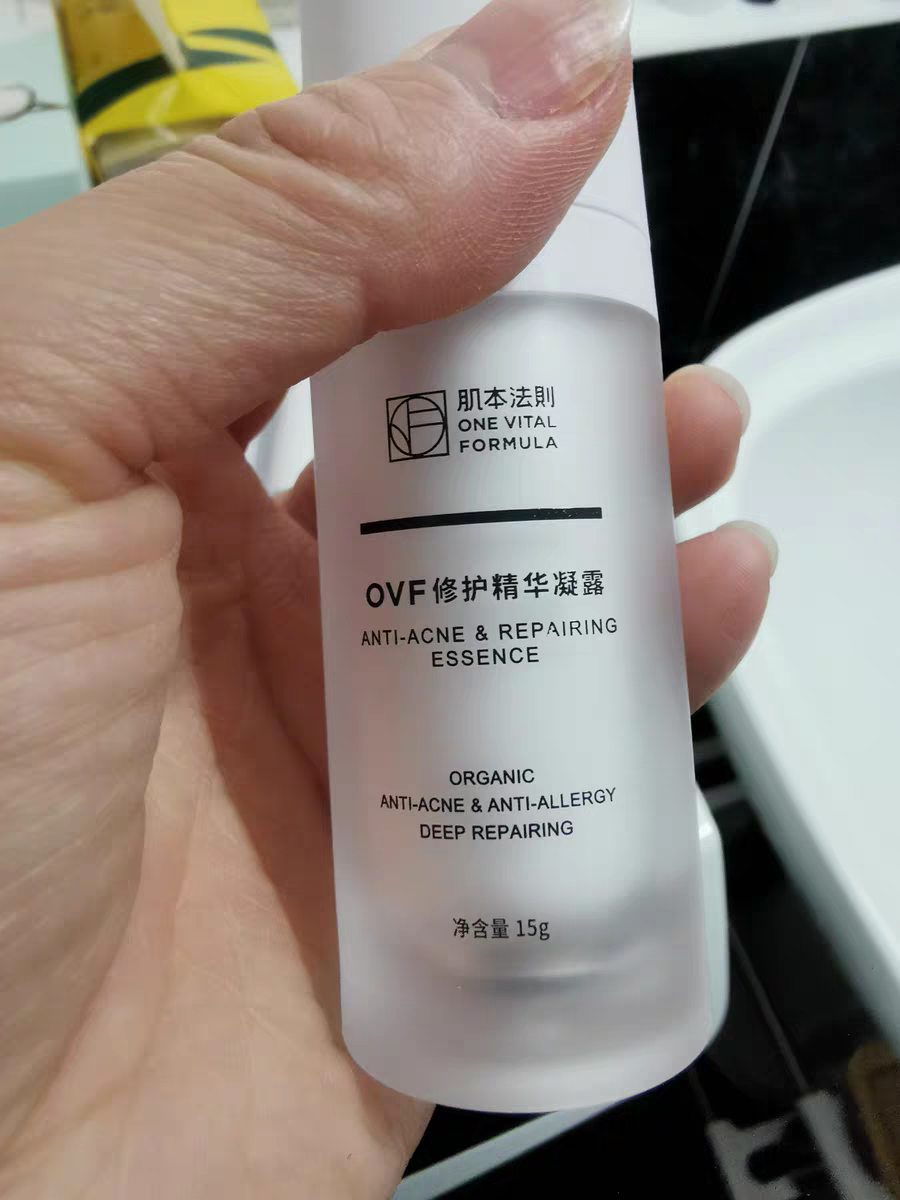 肌本法則
ONE VITAL
FORMULA
OVF修护精华凝露
ANTI-ACNE & REPAIRING
ESSENCE
ORGANIC
ANTI-ACNE & ANTI-ALLERGY
DEEP REPAIRING
净含量 15g